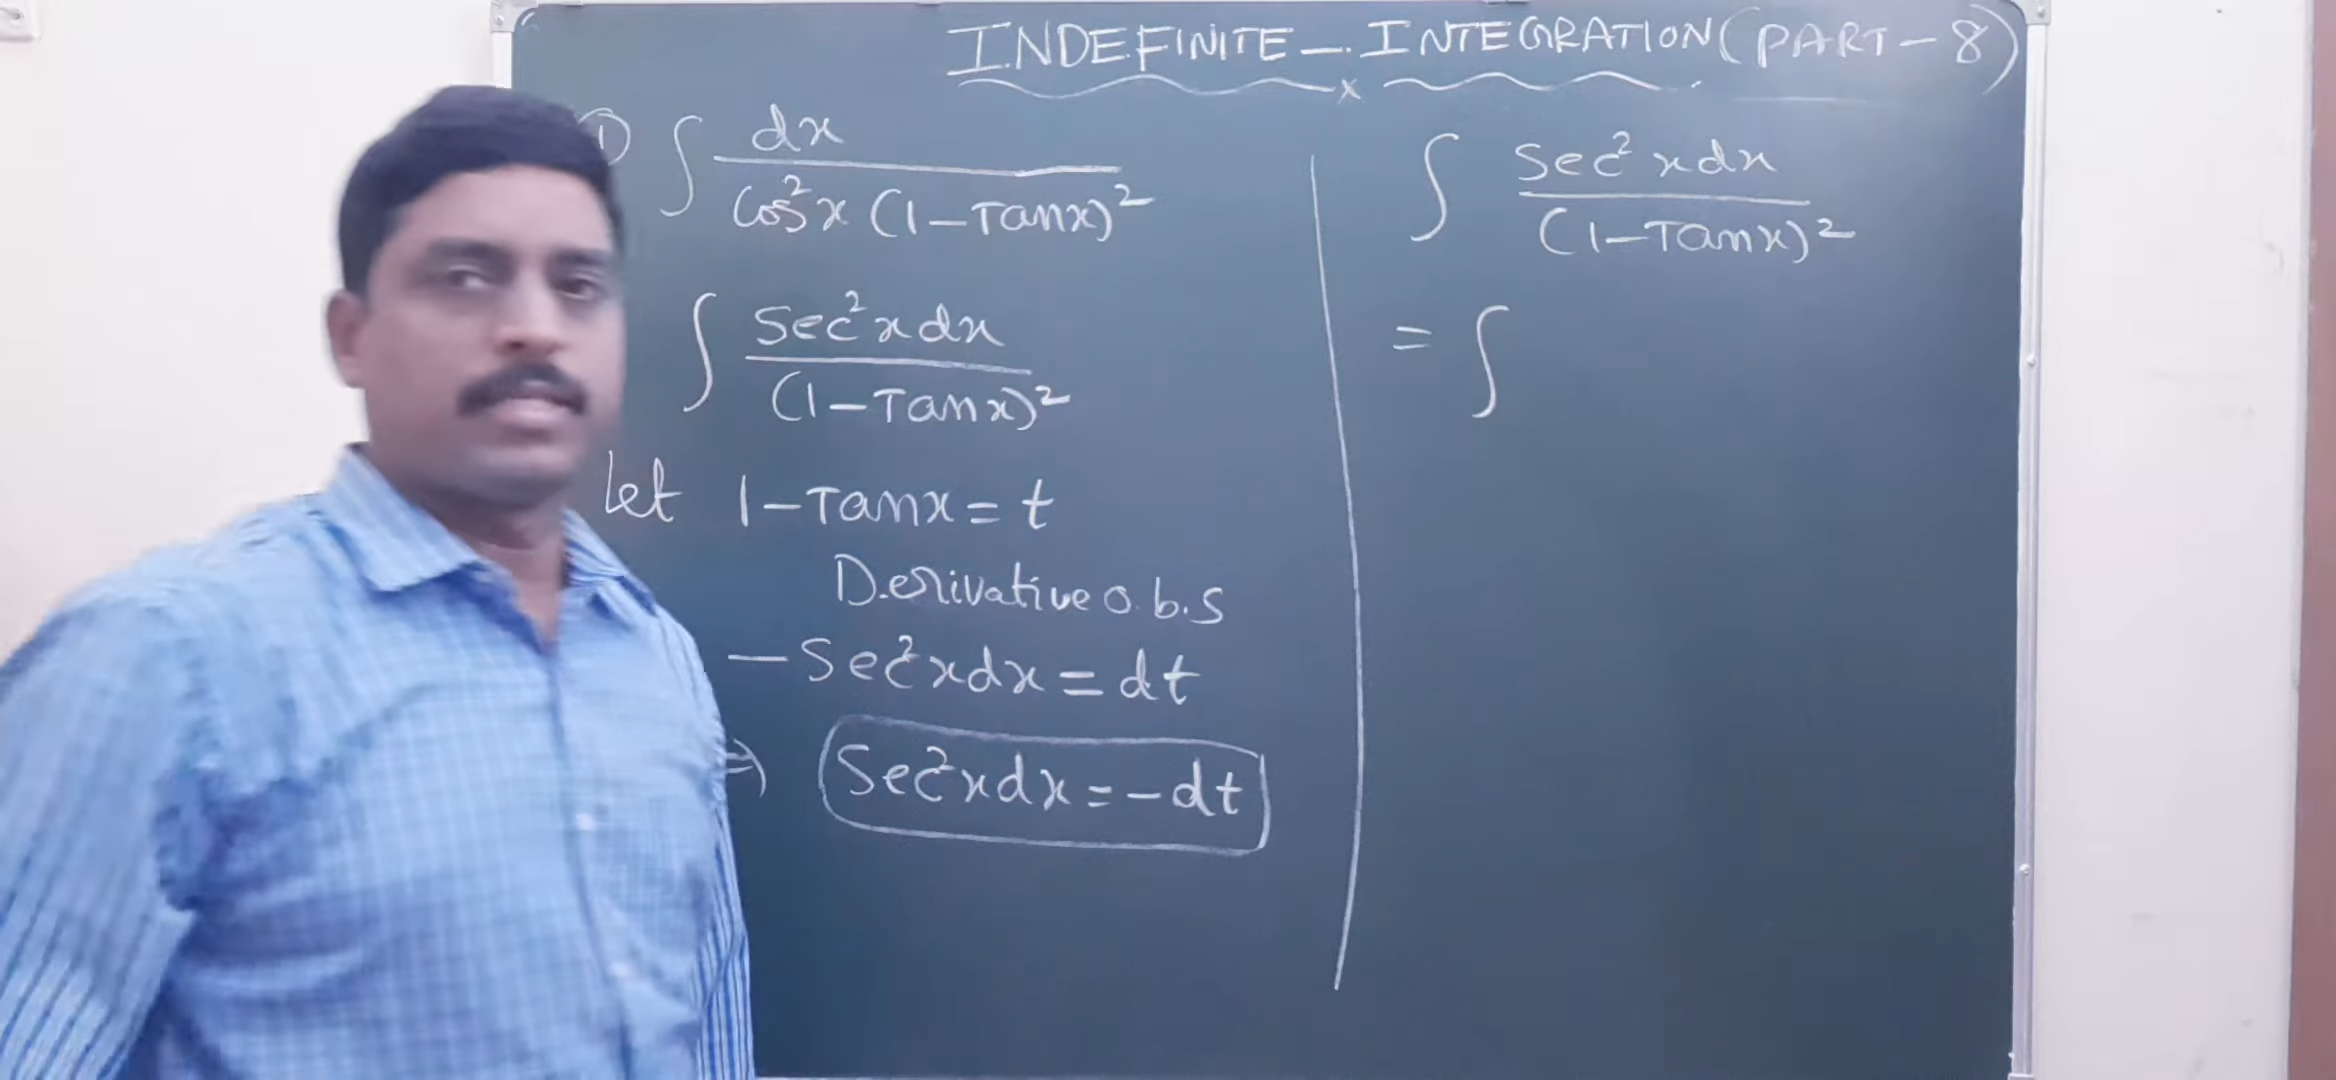 INDEFINITE - INTEGRATION (PART - 8)
x
1) ∫ dx / Cos²x (1 - Tanx)²
∫ Sec²x dx / (1 - Tanx)²
Let 1 - Tanx = t
Derivative o.b.s
- Sec²x dx = dt
⇒ Sec²x dx = - dt
∫ Sec²x dx / (1 - Tanx)²
= ∫